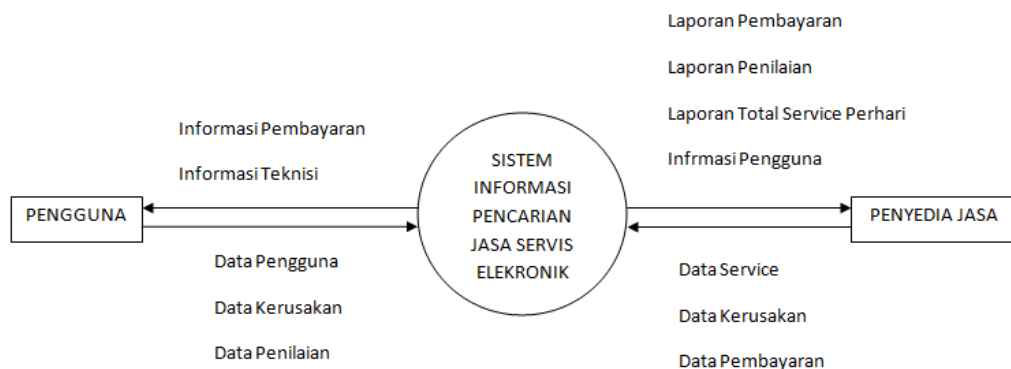 Laporan Pembayaran
Laporan Penilaian
Laporan Total Service Perhari
Infrmasi Pengguna
Informasi Pembayaran
Informasi Teknisi
PENGGUNA
SISTEM
INFORMASI
PENCARIAN
JASA SERVIS
ELEKRONIK
PENYEDIA JASA
Data Pengguna
Data Kerusakan
Data Penilaian
Data Service
Data Kerusakan
Data Pembayaran